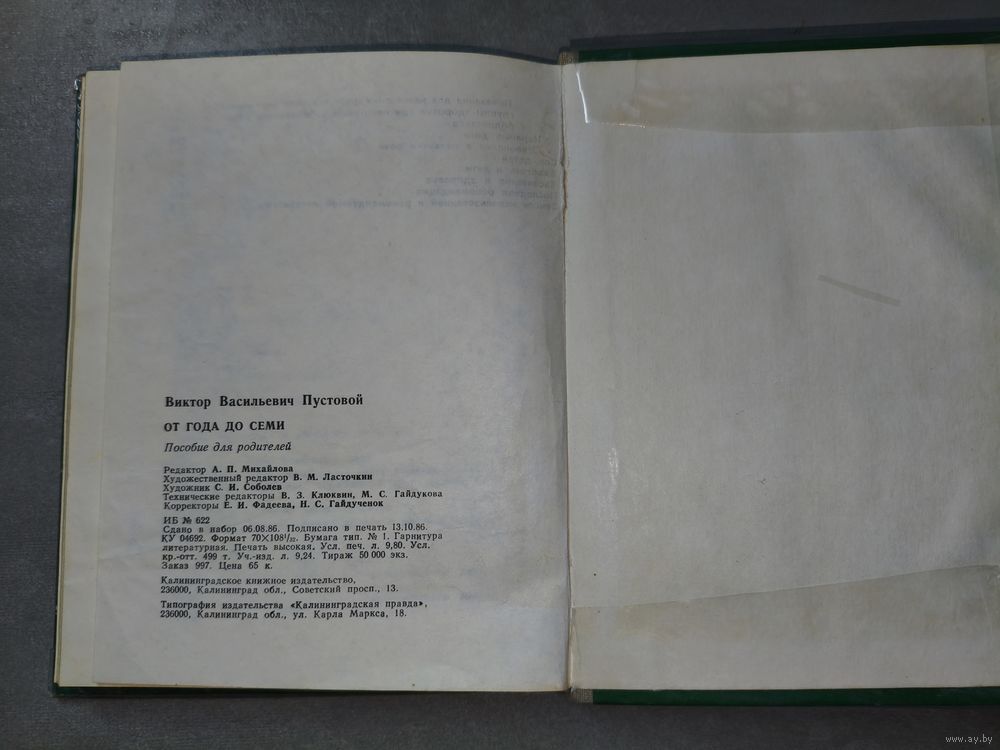 Виктор Васильевич Пустовой
ОТ ГОДА ДО СЕМИ
Пособие для родителей
Редактор А. П. Михайлова
Художественный редактор В. М. Ласточкин
Художник С. И. Соболев
Технические редакторы В. З. Клюквин, М. С. Гайдукова
Корректоры Е. И. Фадеева, Н. С. Гайдученок
ИБ № 622
Сдано в набор 06.08.86. Подписано в печать 13.10.86.
КУ 04692. Формат 70×108¹/₃₂. Бумага тип. № 1. Гарнитура
литературная. Печать высокая. Усл. печ. л. 9,80. Усл.
кр.-отт. 499 т. Уч.-изд. л. 9,24. Тираж 50 000 экз.
Заказ 997. Цена 65 к.
Калининградское книжное издательство,
236000, Калининград обл., Советский просп., 13.
Типография издательства «Калининградская правда»,
236000, Калининград обл., ул. Карла Маркса, 18.
www.ay.by